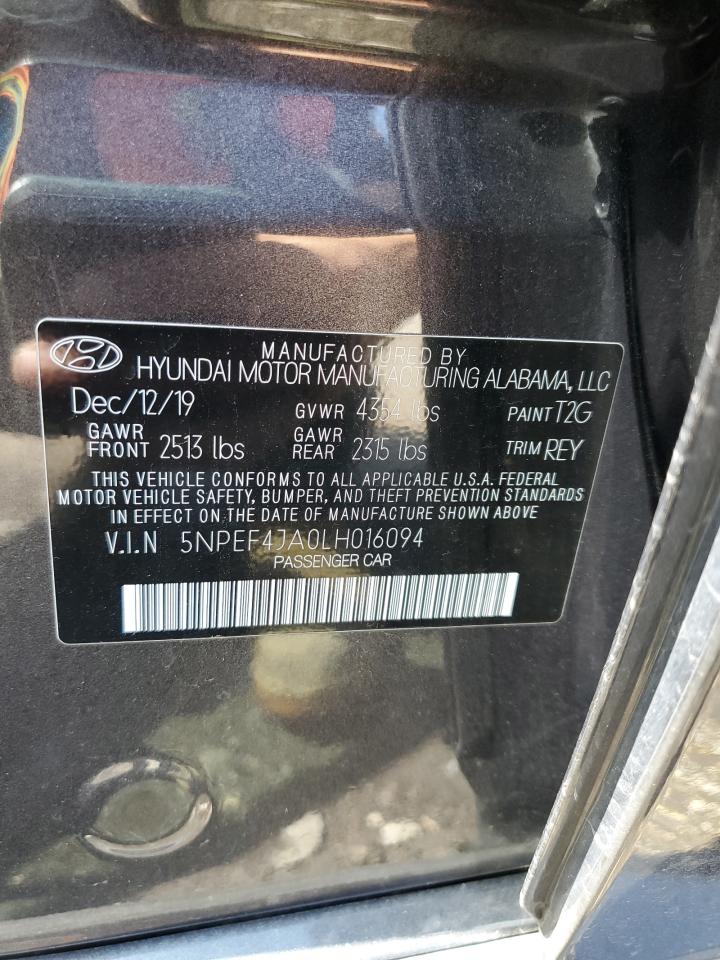 MANUFACTURED BY
HYUNDAI MOTOR MANUFACTURING ALABAMA, LLC
Dec/12/19 GVWR 4354 lbs PAINT T2G
GAWR FRONT 2513 lbs GAWR REAR 2315 lbs TRIM REY
THIS VEHICLE CONFORMS TO ALL APPLICABLE U.S.A. FEDERAL
MOTOR VEHICLE SAFETY, BUMPER, AND THEFT PREVENTION STANDARDS
IN EFFECT ON THE DATE OF MANUFACTURE SHOWN ABOVE
V.I.N 5NPEF4JA0LH016094
PASSENGER CAR